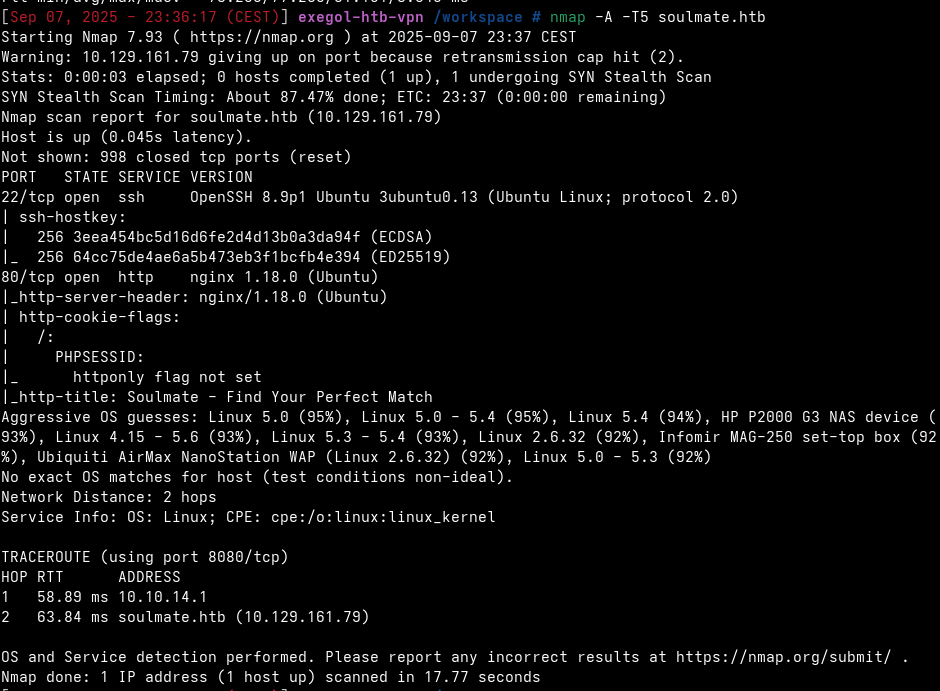 [Sep 07, 2025 - 23:36:17 (CEST)] exegol-htb-vpn /workspace # nmap -A -T5 soulmate.htb
Starting Nmap 7.93 ( https://nmap.org ) at 2025-09-07 23:37 CEST
Warning: 10.129.161.79 giving up on port because retransmission cap hit (2).
Stats: 0:00:03 elapsed; 0 hosts completed (1 up), 1 undergoing SYN Stealth Scan
SYN Stealth Scan Timing: About 87.47% done; ETC: 23:37 (0:00:00 remaining)
Nmap scan report for soulmate.htb (10.129.161.79)
Host is up (0.045s latency).
Not shown: 998 closed tcp ports (reset)
PORT   STATE SERVICE VERSION
22/tcp open  ssh     OpenSSH 8.9p1 Ubuntu 3ubuntu0.13 (Ubuntu Linux; protocol 2.0)
| ssh-hostkey:
|   256 3eea454bc5d16d6fe2d4d13b0a3da94f (ECDSA)
|_  256 64cc75de4ae6a5b473eb3f1bcfb4e394 (ED25519)
80/tcp open  http    nginx 1.18.0 (Ubuntu)
|_http-server-header: nginx/1.18.0 (Ubuntu)
| http-cookie-flags:
|   /:
|     PHPSESSID:
|_      httponly flag not set
|_http-title: Soulmate - Find Your Perfect Match
Aggressive OS guesses: Linux 5.0 (95%), Linux 5.0 - 5.4 (95%), Linux 5.4 (94%), HP P2000 G3 NAS device (
93%), Linux 4.15 - 5.6 (93%), Linux 5.3 - 5.4 (93%), Linux 2.6.32 (92%), Infomir MAG-250 set-top box (92
%), Ubiquiti AirMax NanoStation WAP (Linux 2.6.32) (92%), Linux 5.0 - 5.3 (92%)
No exact OS matches for host (test conditions non-ideal).
Network Distance: 2 hops
Service Info: OS: Linux; CPE: cpe:/o:linux:linux_kernel
TRACEROUTE (using port 8080/tcp)
HOP RTT      ADDRESS
1   58.89 ms 10.10.14.1
2   63.84 ms soulmate.htb (10.129.161.79)
OS and Service detection performed. Please report any incorrect results at https://nmap.org/submit/ .
Nmap done: 1 IP address (1 host up) scanned in 17.77 seconds